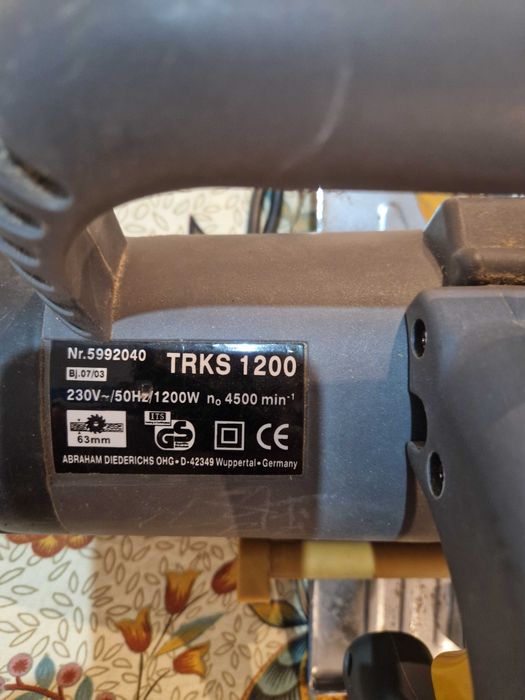 Nr.5992040 TRKS 1200
Bj.07/03
230V~/50Hz/1200W n₀ 4500 min⁻¹
ITS
63mm GS CE
ABRAHAM DIEDERICHS OHG•D-42349 Wuppertal•Germany